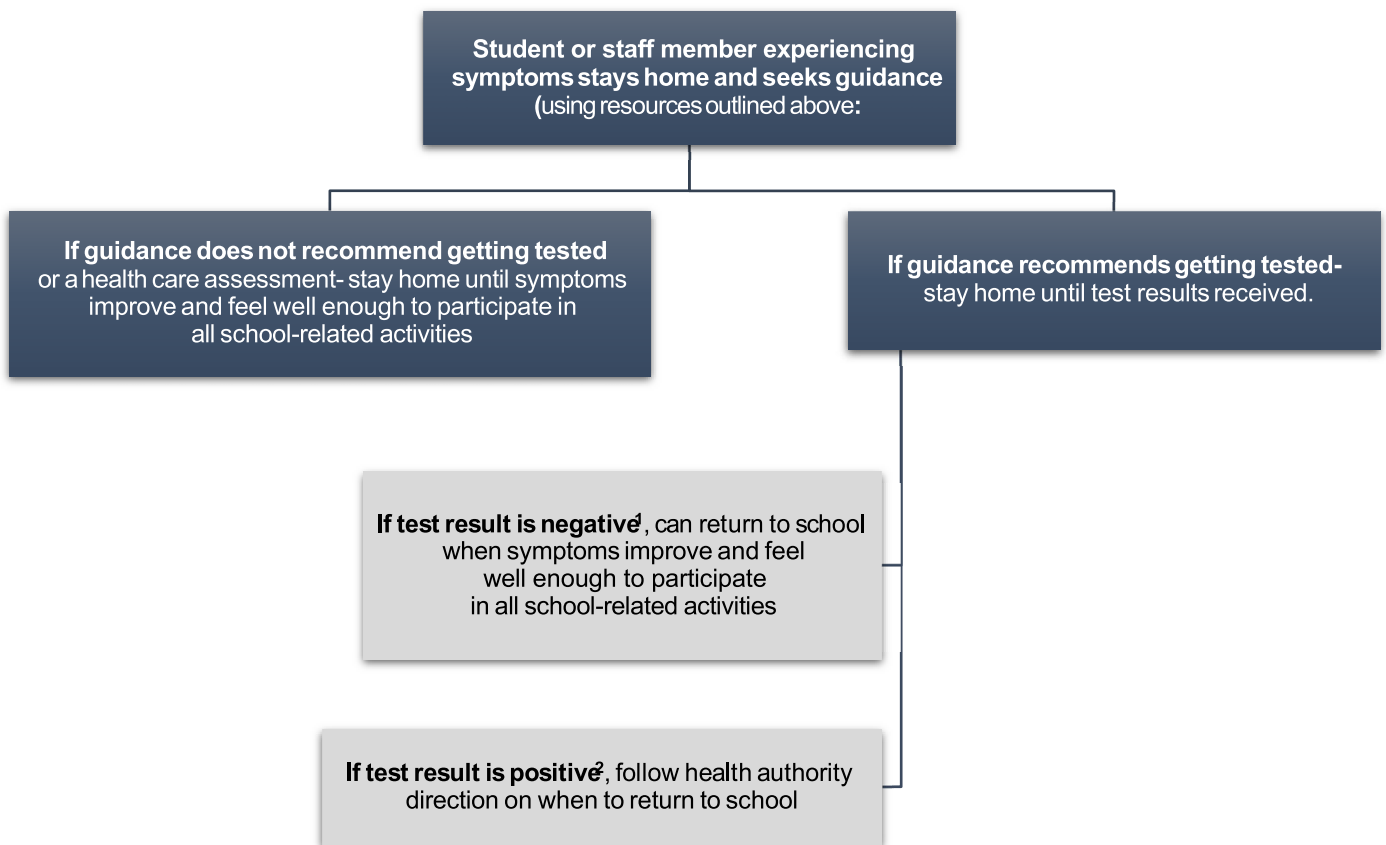 Student or staff member experiencing
symptoms stays home and seeks guidance
(using resources outlined above:
If guidance does not recommend getting tested
or a health care assessment- stay home until symptoms
improve and feel well enough to participate in
all school-related activities
If guidance recommends getting tested-
stay home until test results received.
If test result is negative¹, can return to school
when symptoms improve and feel
well enough to participate
in all school-related activities
If test result is positive², follow health authority
direction on when to return to school